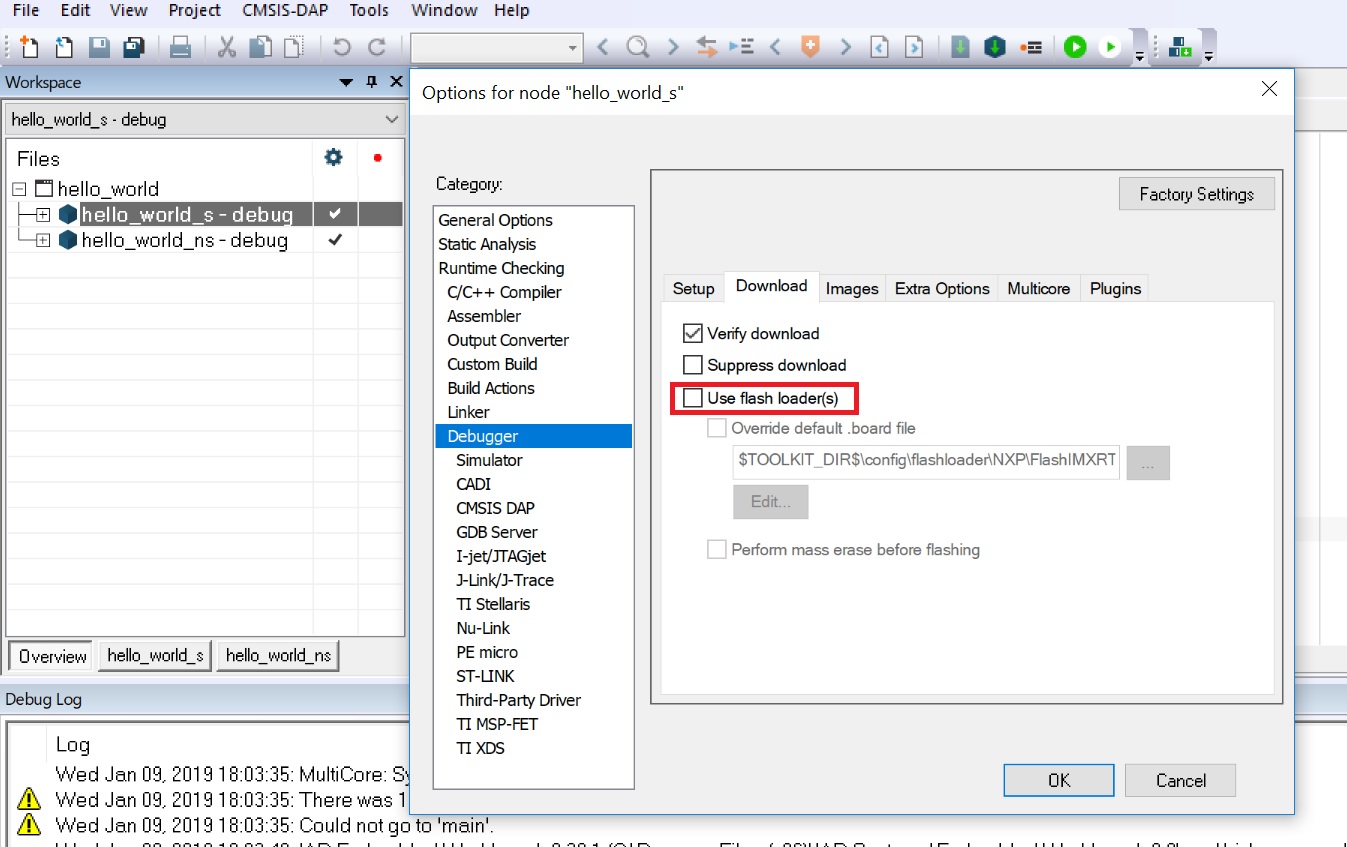 File Edit View Project CMSIS-DAP Tools Window Help
Workspace
hello_world_s - debug
Files
hello_world
hello_world_s - debug
hello_world_ns - debug
Overview hello_world_s hello_world_ns
Debug Log
Log
Wed Jan 09, 2019 18:03:35: MultiCore: Sy
Wed Jan 09, 2019 18:03:35: There was 1
Wed Jan 09, 2019 18:03:35: Could not go to 'main'.
Options for node "hello_world_s"
Category:
General Options
Static Analysis
Runtime Checking
C/C++ Compiler
Assembler
Output Converter
Custom Build
Build Actions
Linker
Debugger
Simulator
CADI
CMSIS DAP
GDB Server
I-jet/JTAGjet
J-Link/J-Trace
TI Stellaris
Nu-Link
PE micro
ST-LINK
Third-Party Driver
TI MSP-FET
TI XDS
Factory Settings
Setup Download Images Extra Options Multicore Plugins
Verify download
Suppress download
Use flash loader(s)
Override default .board file
$TOOLKIT_DIR$\config\flashloader\NXP\FlashIMXRT
...
Edit...
Perform mass erase before flashing
OK Cancel